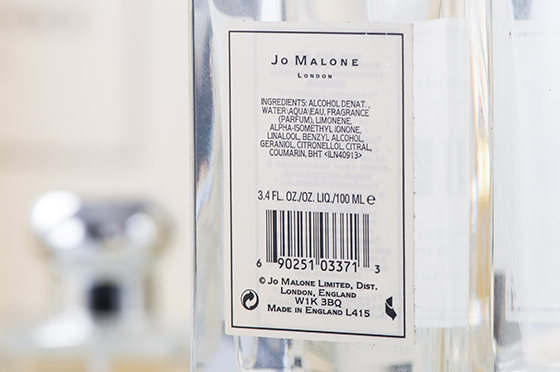 JO MALONE
LONDON
INGREDIENTS: ALCOHOL DENAT. ,
WATER\AQUA\EAU, FRAGRANCE
(PARFUM), LIMONENE,
ALPHA-ISOMETHYL IONONE,
LINALOOL, BENZYL ALCOHOL,
GERANIOL, CITRONELLOL, CITRAL,
COUMARIN, BHT <ILN40913>
3.4 FL. OZ./OZ. LIQ./100 ML ℮
6 90251 03371 3
© JO MALONE LIMITED, DIST.
LONDON, ENGLAND
W1K 3BQ
MADE IN ENGLAND L415